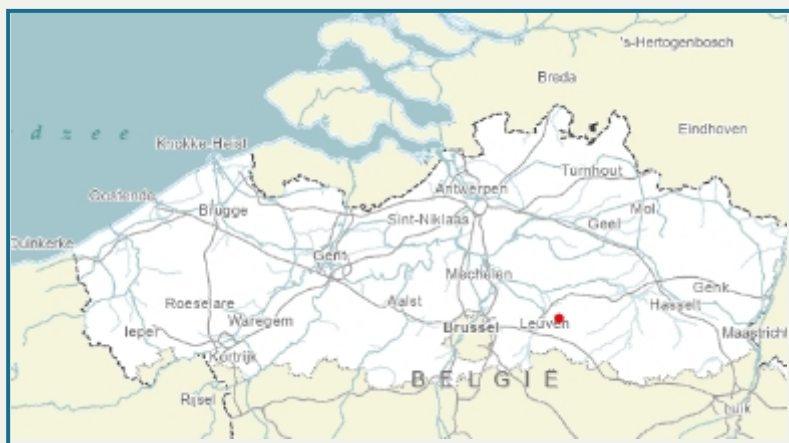 's-Hertogenbosch
Breda
Eindhoven
d z e e
Knokke-Heist
Turnhout
Antwerpen
Oostende
Mol
Brugge
Sint-Niklaas
Geel
Duinkerke
Gent
Mechelen
Genk
Roeselare
Aalst
Hasselt
Ieper
Waregem
Brussel
Leuven
Maastricht
Kortrijk
BELGIË
Rijsel
Luik